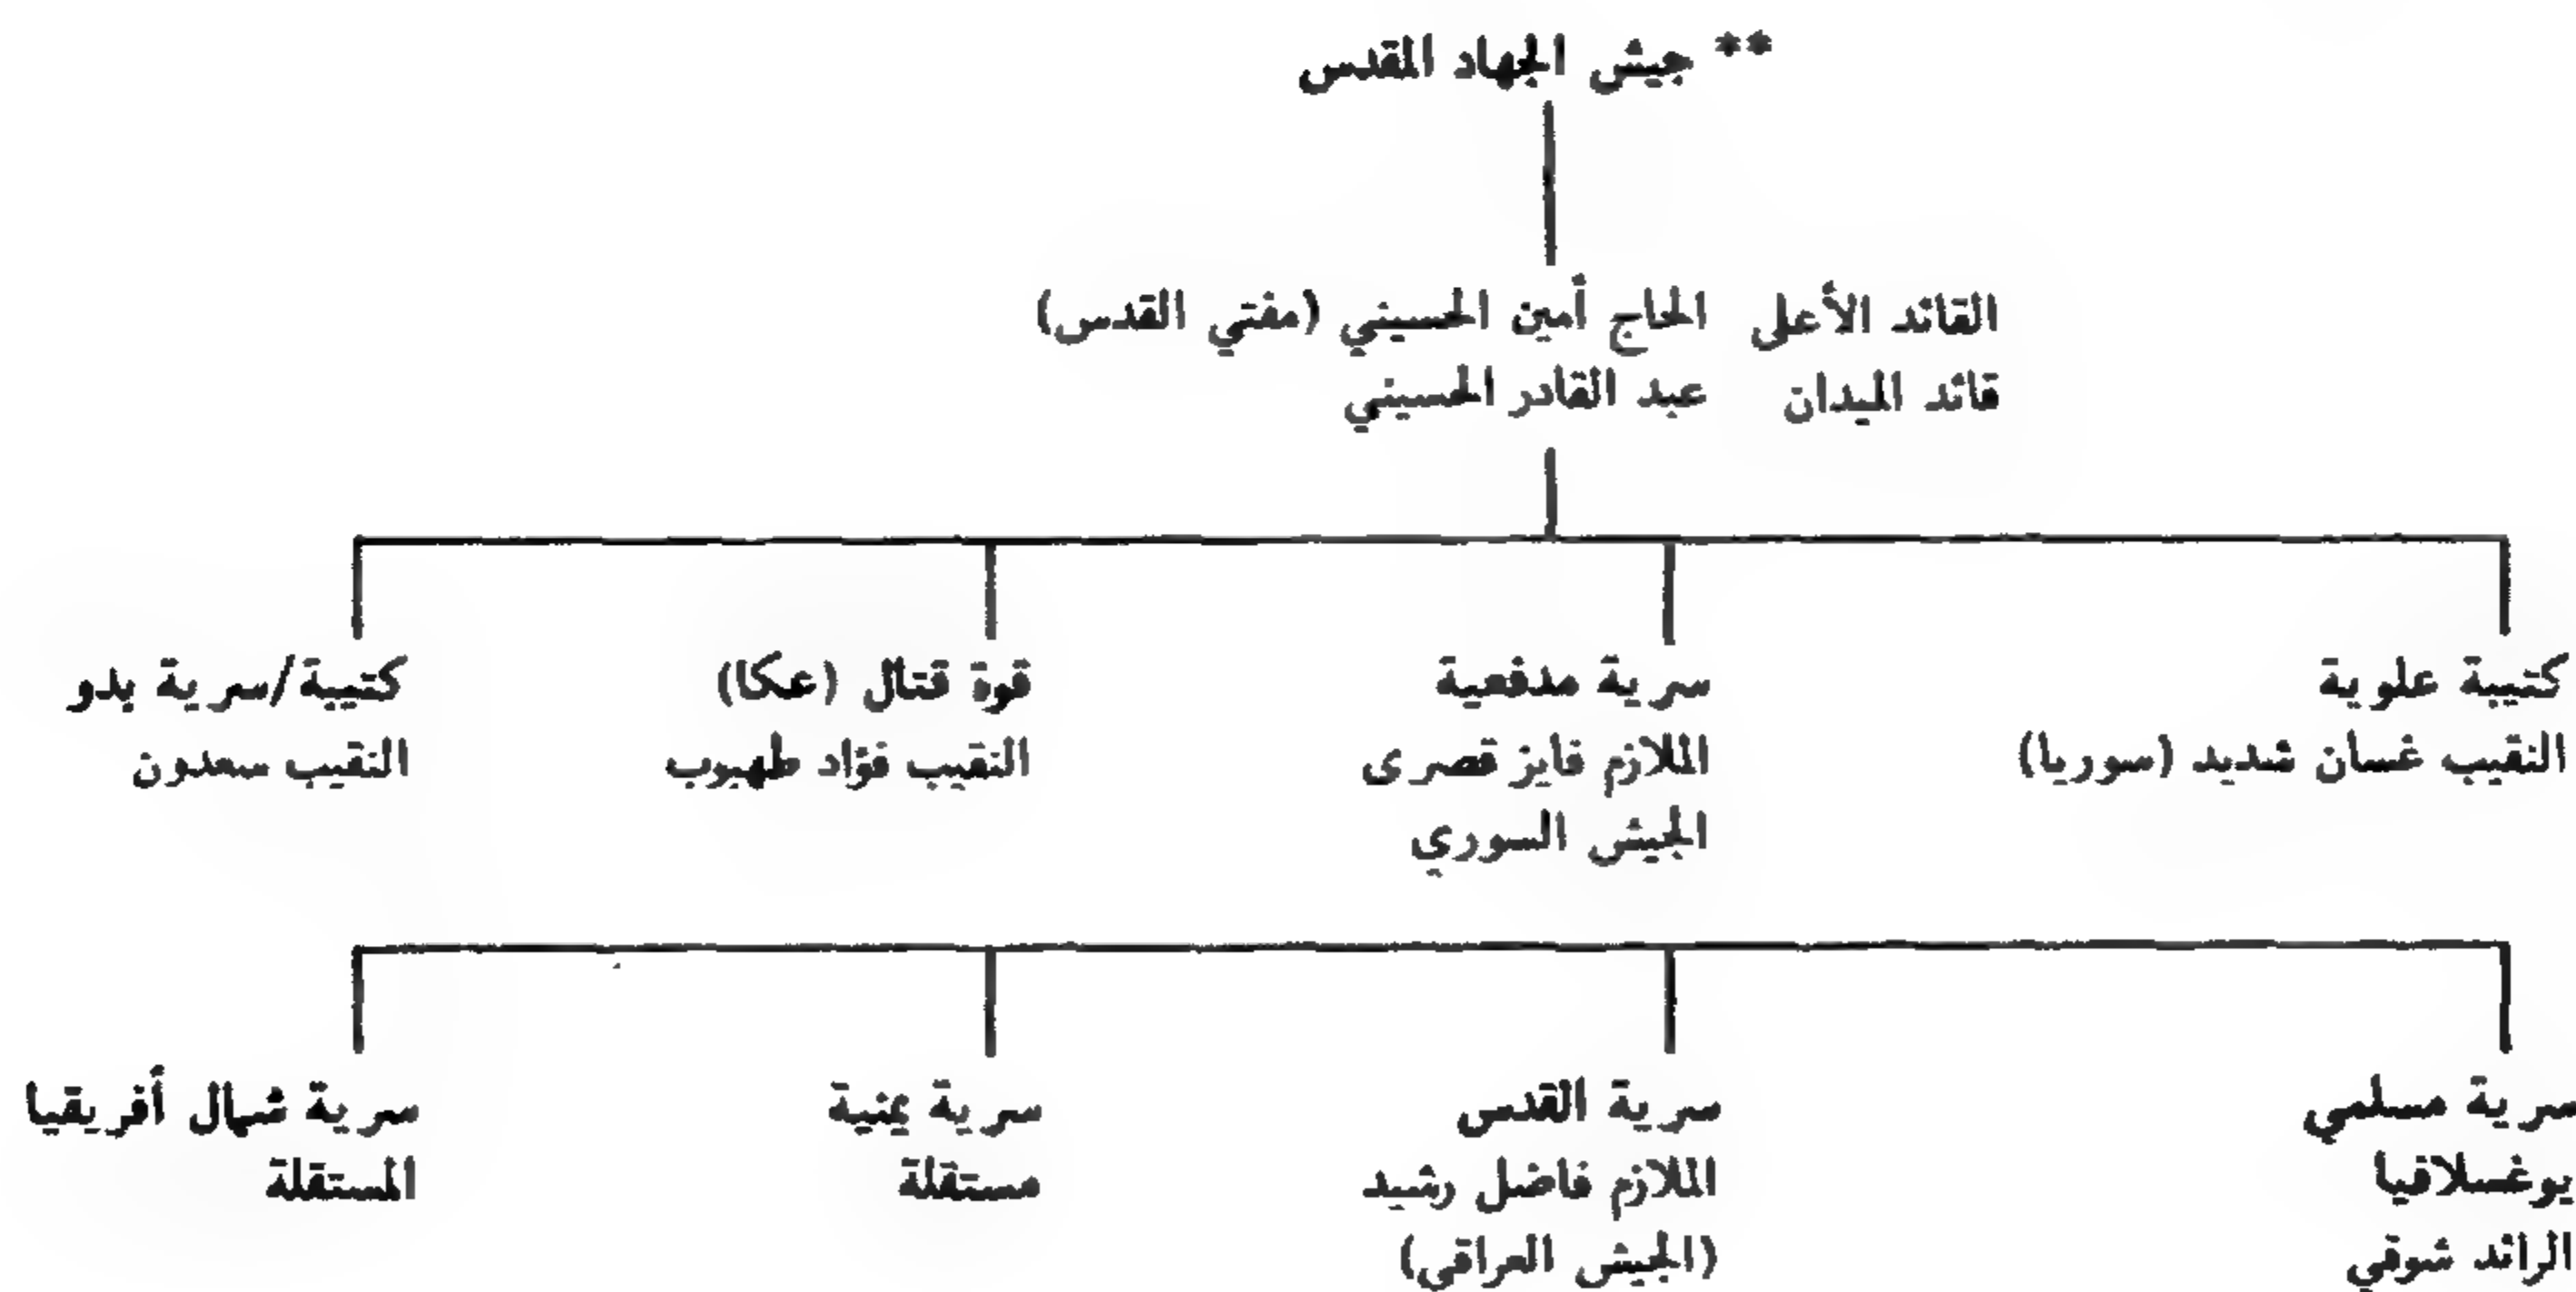 ** جيش الجهاد المقدس
القائد الأعلى الحاج أمين الحسيني (مفتي القدس)
قائد الميدان عبد القادر الحسيني
كتيبة علوية
النقيب غسان شديد (سوريا)
سرية مدفعية
الملازم فايز قصرى
الجيش السوري
قوة قتال (عكا)
النقيب فؤاد طهبوب
كتيبة/سرية بدو
النقيب سعدون
سرية مسلمي
يوغسلافيا
الرائد شوقي
سرية القدس
الملازم فاضل رشيد
(الجيش العراقي)
سرية يمنية
مستقلة
سرية شمال أفريقيا
المستقلة